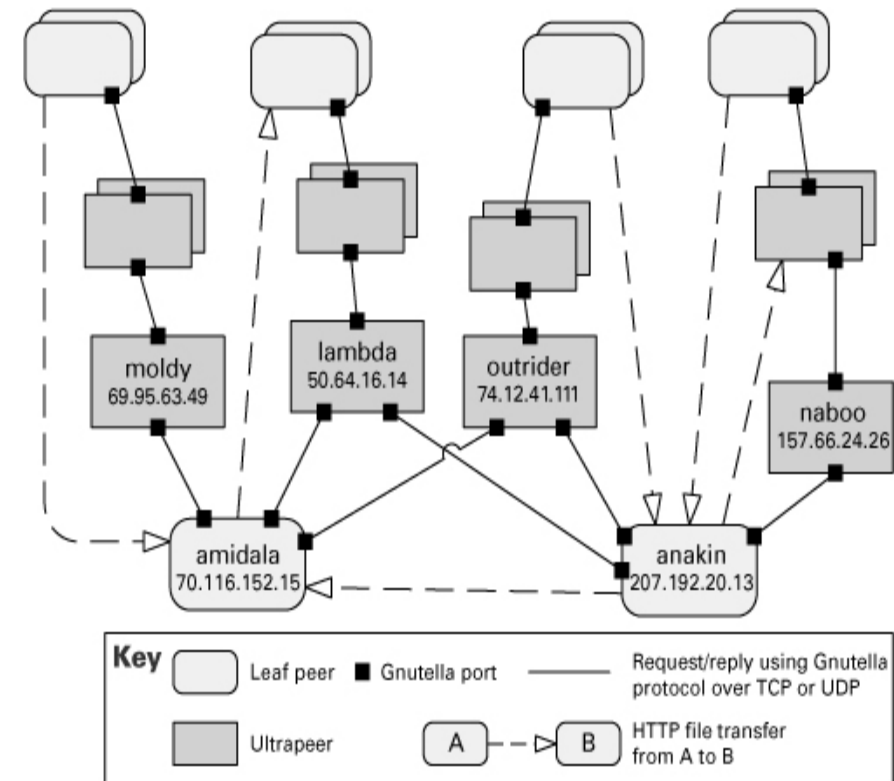 moldy
69.95.63.49
lambda
50.64.16.14
outrider
74.12.41.111
naboo
157.66.24.26
amidala
70.116.152.15
anakin
207.192.20.13
Key
Leaf peer
Gnutella port
Request/reply using Gnutella
protocol over TCP or UDP
Ultrapeer
A
B
HTTP file transfer
from A to B